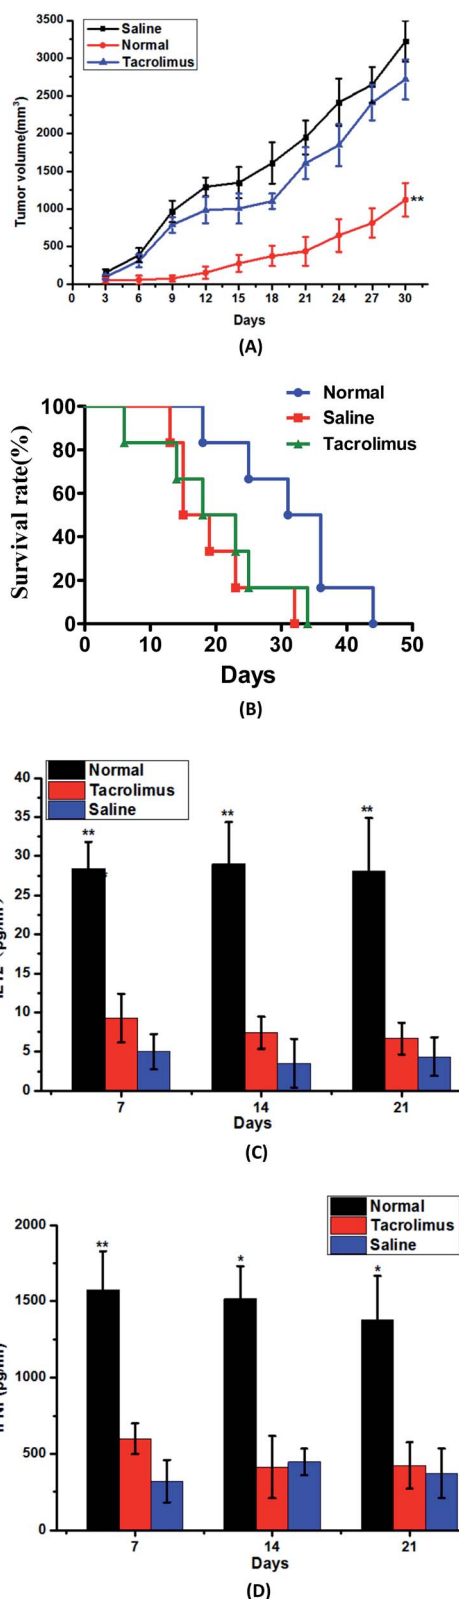 Saline
Normal
Tacrolimus
3500
3000
2500
2000
1500
1000
500
0
Tumor volume(mm³)
**
0 3 6 9 12 15 18 21 24 27 30
Days
(A)
Normal
Saline
Tacrolimus
100
80
60
40
20
0
Survival rate(%)
0 10 20 30 40 50
Days
(B)
Normal
Tacrolimus
Saline
40
35
30
25
20
15
10
5
0
** ** **
7 14 21
Days
(C)
Normal
Tacrolimus
Saline
2000
1500
1000
500
0
** * *
7 14 21
Days
(D)